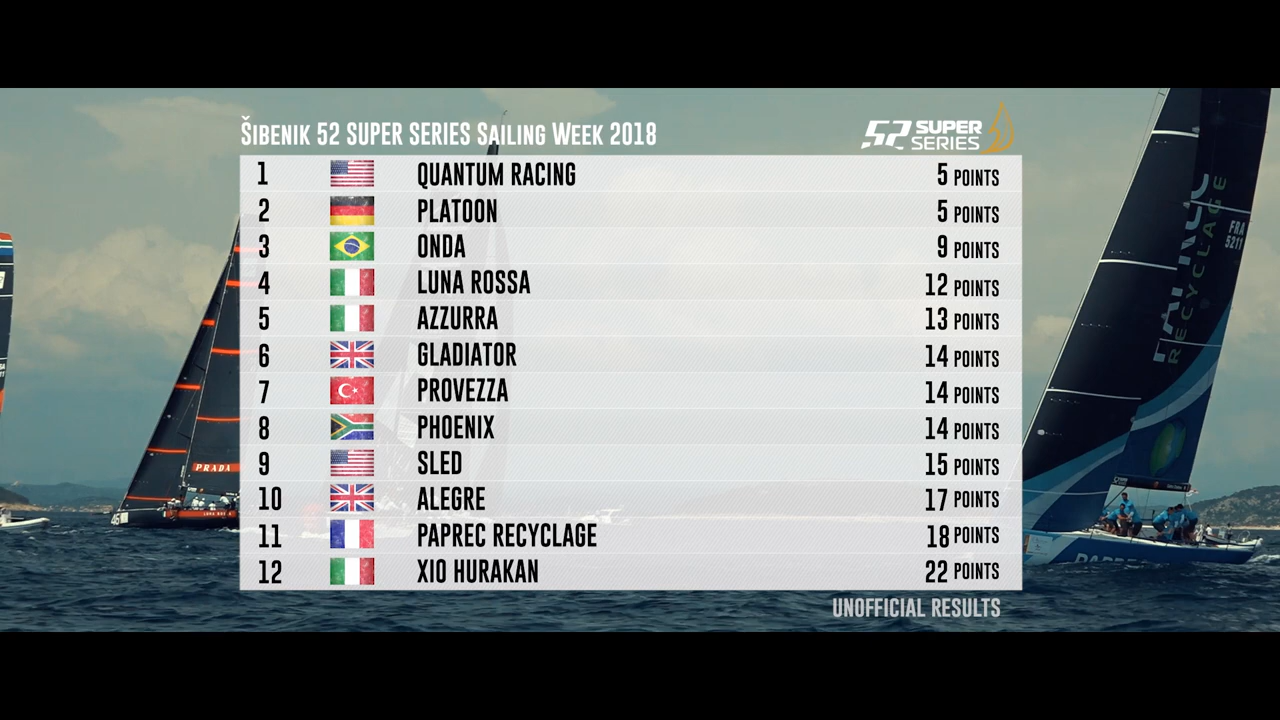 ŠIBENIK 52 SUPER SERIES SAILING WEEK 2018
52 SUPER SERIES
1 QUANTUM RACING 5 POINTS
2 PLATOON 5 POINTS
3 ONDA 9 POINTS
4 LUNA ROSSA 12 POINTS
5 AZZURRA 13 POINTS
6 GLADIATOR 14 POINTS
7 PROVEZZA 14 POINTS
8 PHOENIX 14 POINTS
9 SLED 15 POINTS
10 ALEGRE 17 POINTS
11 PAPREC RECYCLAGE 18 POINTS
12 XIO HURAKAN 22 POINTS
UNOFFICIAL RESULTS
PRADA
LUNA ROSSA
RECYCLAGE
FRA
5211